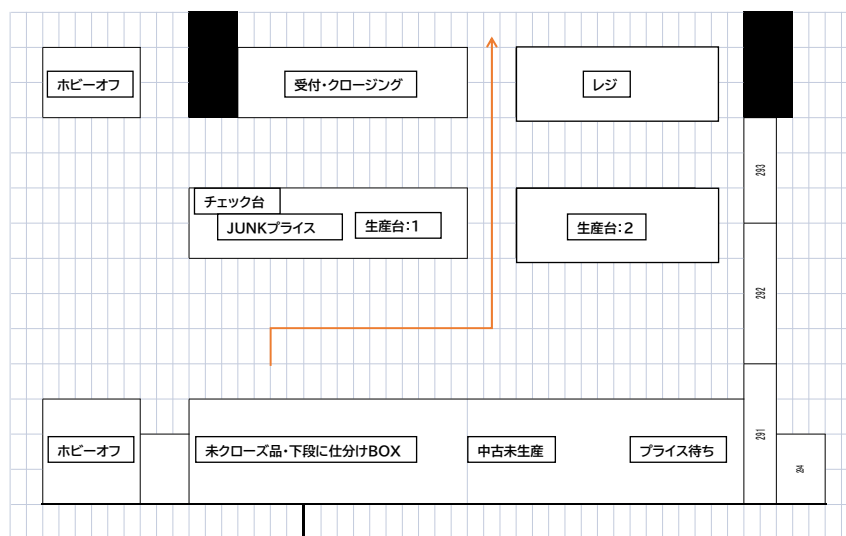 ホビーオフ
受付・クロージング
レジ
293
チェック台
JUNKプライス
生産台：1
生産台：2
292
ホビーオフ
未クローズ品・下段に仕分けBOX
中古未生産
プライス待ち
291